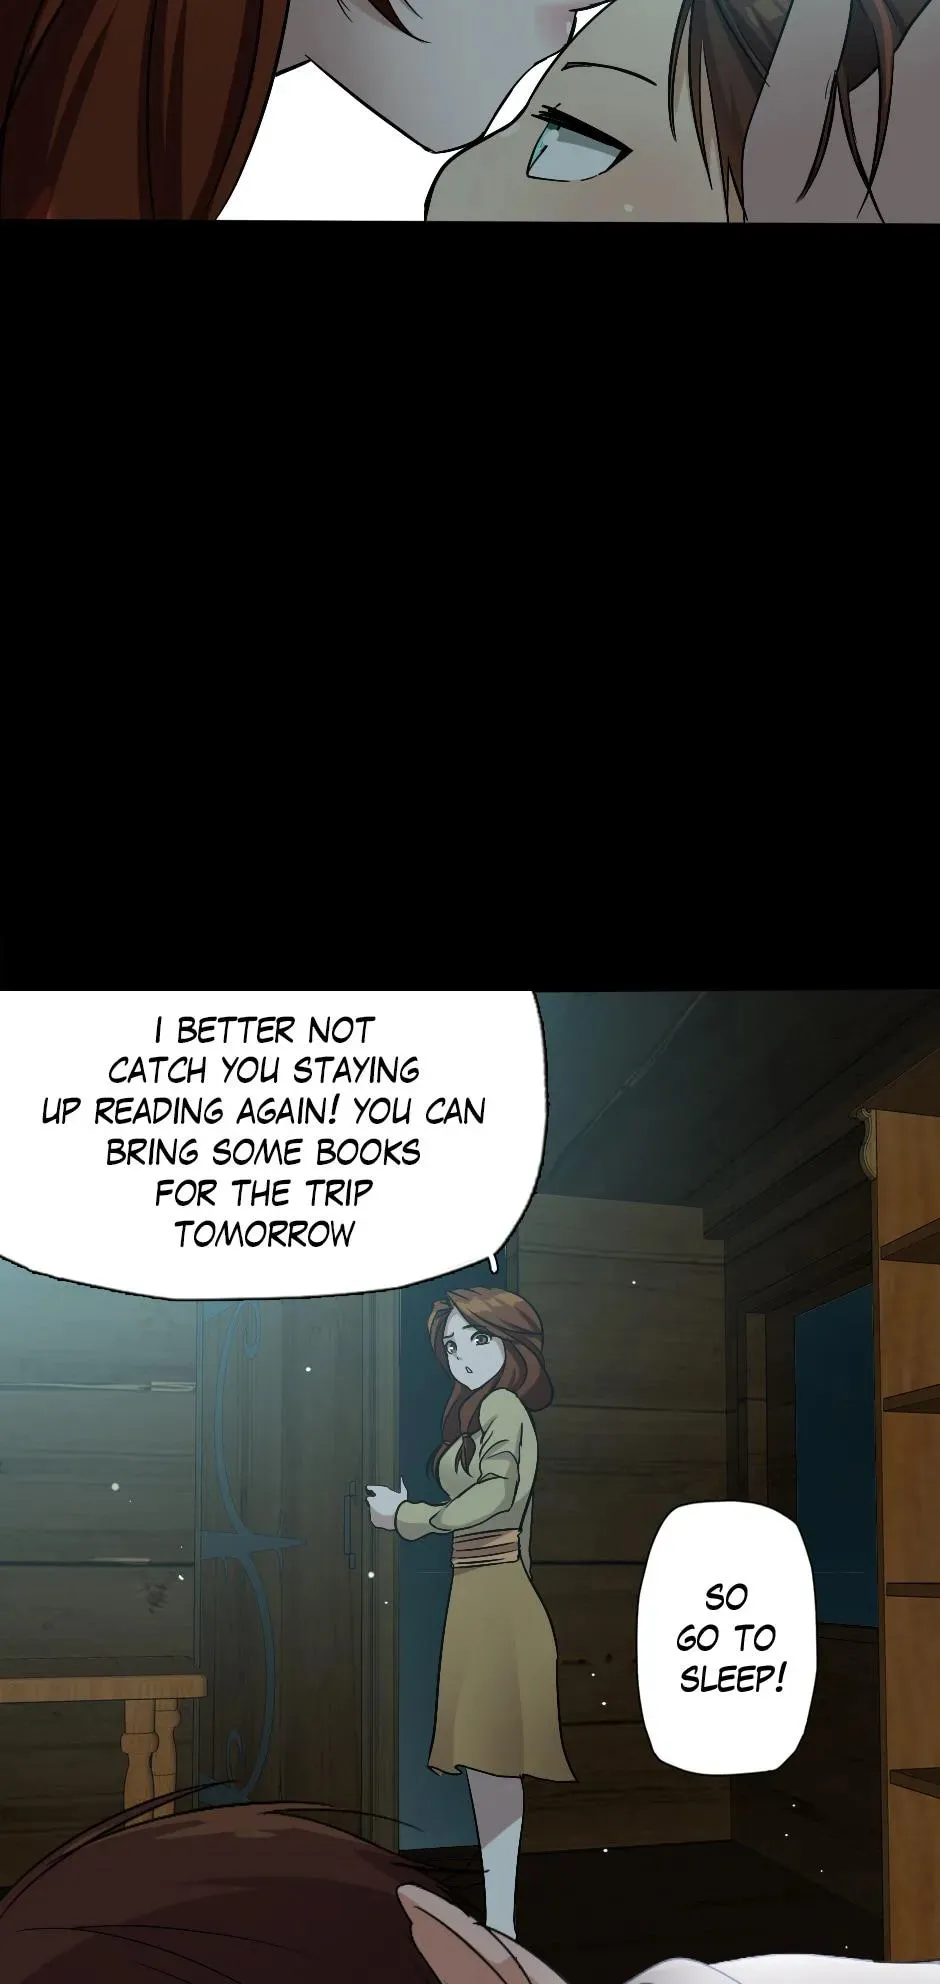 I BETTER NOT
CATCH YOU STAYING
UP READING AGAIN! YOU CAN
BRING SOME BOOKS
FOR THE TRIP
TOMORROW
SO
GO TO
SLEEP!